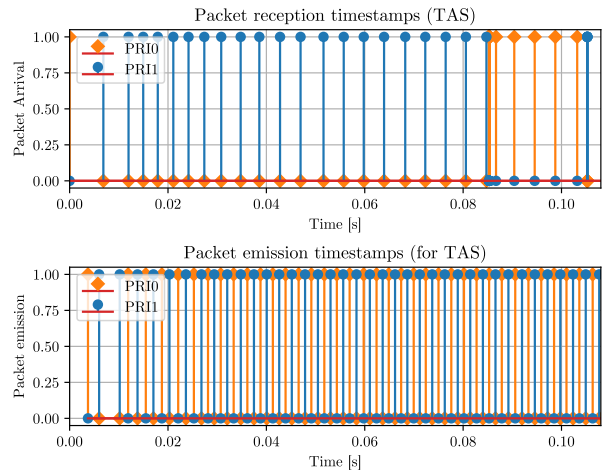 Packet reception timestamps (TAS)
Packet Arrival
1.00
0.75
0.50
0.25
0.00
PRI0
PRI1
0.00 0.02 0.04 0.06 0.08 0.10
Time [s]
Packet emission timestamps (for TAS)
Packet emission
1.00
0.75
0.50
0.25
0.00
PRI0
PRI1
0.00 0.02 0.04 0.06 0.08 0.10
Time [s]